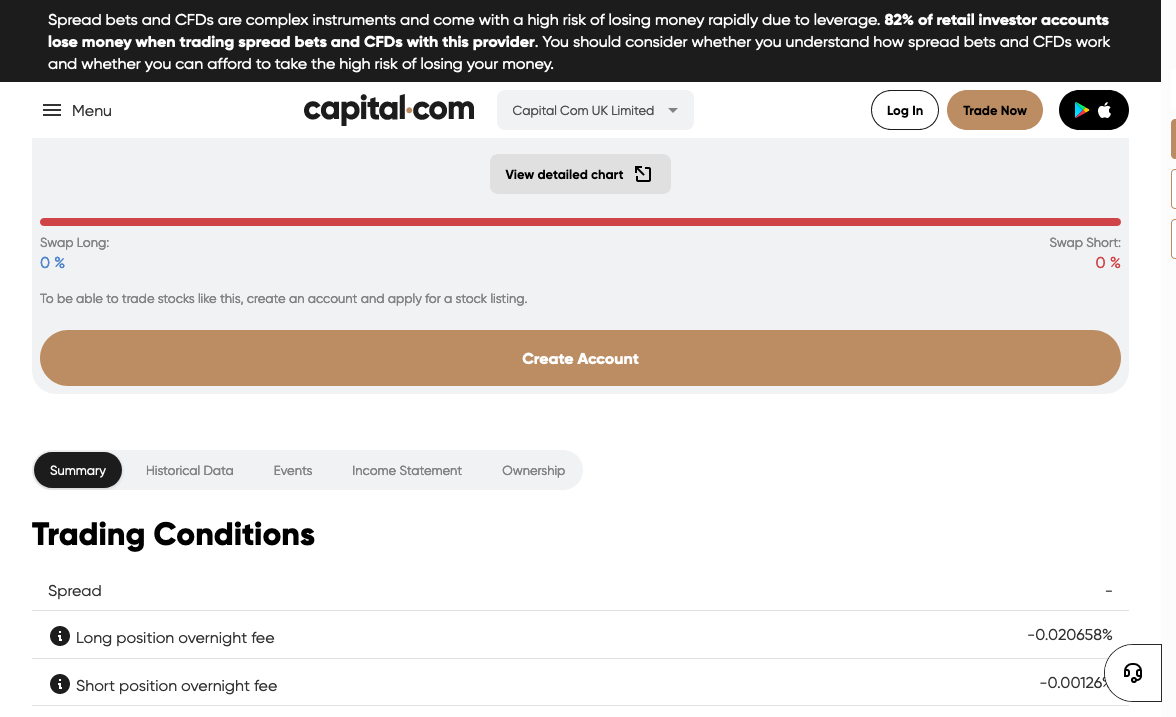 Spread bets and CFDs are complex instruments and come with a high risk of losing money rapidly due to leverage. 82% of retail investor accounts
lose money when trading spread bets and CFDs with this provider. You should consider whether you understand how spread bets and CFDs work
and whether you can afford to take the high risk of losing your money.
Menu
capital.com
Capital Com UK Limited
Log In
Trade Now
View detailed chart
Swap Long:
Swap Short:
0 %
0 %
To be able to trade stocks like this, create an account and apply for a stock listing.
Create Account
Summary
Historical Data
Events
Income Statement
Ownership
Trading Conditions
Spread
-
Long position overnight fee
-0.020658%
Short position overnight fee
-0.00126%